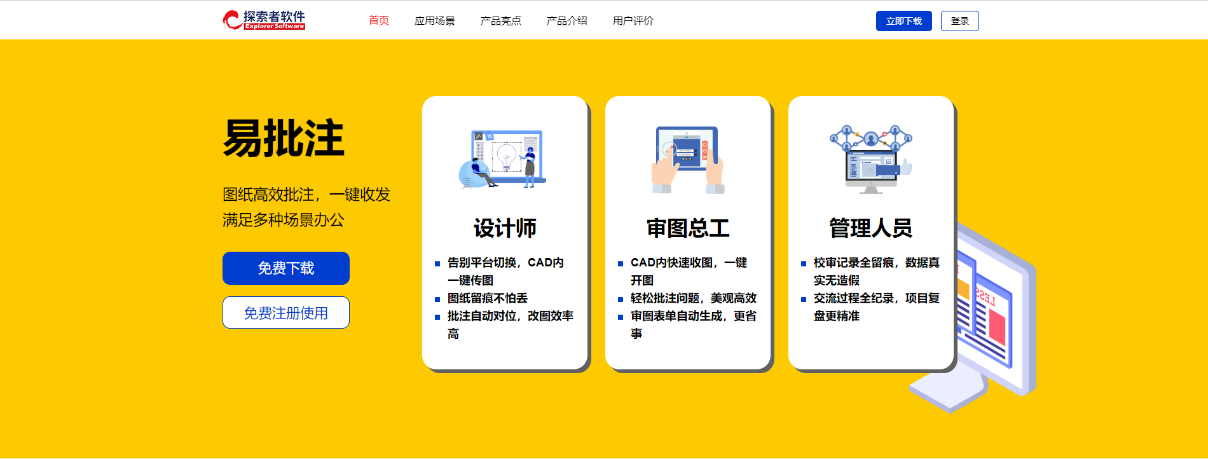 探索者软件
Explorer Software
首页
应用场景
产品亮点
产品介绍
用户评价
立即下载
登录
易批注
图纸高效批注，一键收发
满足多种场景办公
免费下载
免费注册使用
设计师
告别平台切换，CAD内
一键传图
图纸留痕不怕丢
批注自动对位，改图效率
高
审图总工
CAD内快速收图，一键
开图
轻松批注问题，美观高效
审图表单自动生成，更省
事
管理人员
校审记录全留痕，数据真
实无造假
交流过程全纪录，项目复
盘更精准